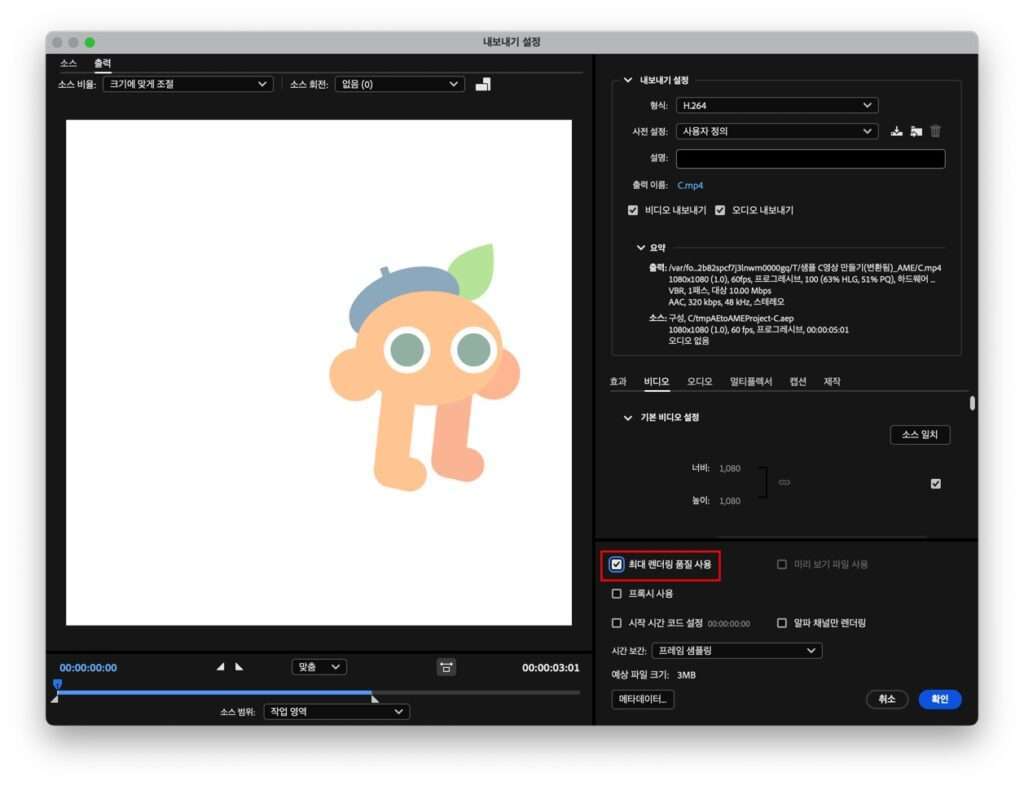 내보내기 설정
소스 출력
소스 비율: 크기에 맞게 조절 소스 회전: 없음 (0)
00:00:00:00 맞춤 00:00:03:01
소스 범위: 작업 영역
내보내기 설정
형식: H.264
사전 설정: 사용자 정의
설명:
출력 이름: C.mp4
비디오 내보내기 오디오 내보내기
요약
출력: /var/fo...2b82spcf7j3lnwm0000gq/T/샘플 C영상 만들기(변환됨)_AME/C.mp4
1080x1080 (1.0), 60fps, 프로그레시브, 100 (63% HLG, 51% PQ), 하드웨어 ...
VBR, 1패스, 대상 10.00 Mbps
AAC, 320 kbps, 48 kHz, 스테레오
소스: 구성, C/tmpAEtoAMEProject-C.aep
1080x1080 (1.0), 60 fps, 프로그레시브, 00:00:05:01
오디오 없음
효과 비디오 오디오 멀티플렉서 캡션 제작
기본 비디오 설정
소스 일치
너비: 1,080
높이: 1,080
최대 렌더링 품질 사용 미리 보기 파일 사용
프록시 사용
시작 시간 코드 설정 00:00:00:00 알파 채널만 렌더링
시간 보간: 프레임 샘플링
예상 파일 크기: 3MB
메타데이터... 취소 확인